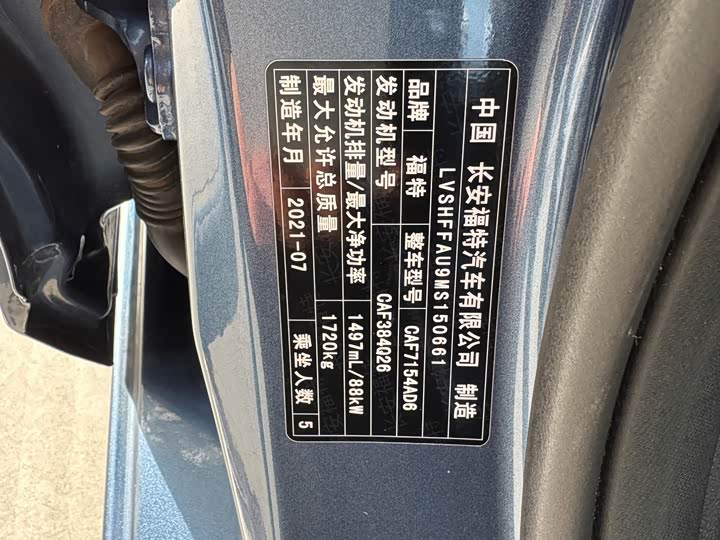 中国 长安福特汽车有限公司 制造
LVSHFFAU9MS150661
品牌 福特 整车型号 CAF7154AD6
发动机型号 CAF384Q26
发动机排量/最大净功率 1497mL/88kW
最大允许总质量 1720kg
制造年月 2021-07 乘坐人数 5